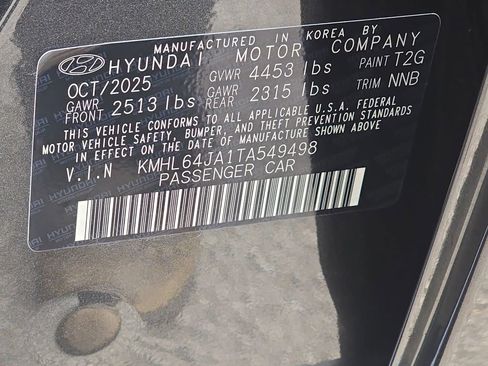 MANUFACTURED IN KOREA BY
HYUNDAI MOTOR COMPANY
OCT/2025 GVWR 4453 lbs PAINT T2G
GAWR FRONT 2513 lbs GAWR REAR 2315 lbs TRIM NNB
THIS VEHICLE CONFORMS TO ALL APPLICABLE U.S.A. FEDERAL
MOTOR VEHICLE SAFETY, BUMPER, AND THEFT PREVENTION STANDARDS
IN EFFECT ON THE DATE OF MANUFACTURE SHOWN ABOVE.
V.I.N KMHL64JA1TA549498
PASSENGER CAR